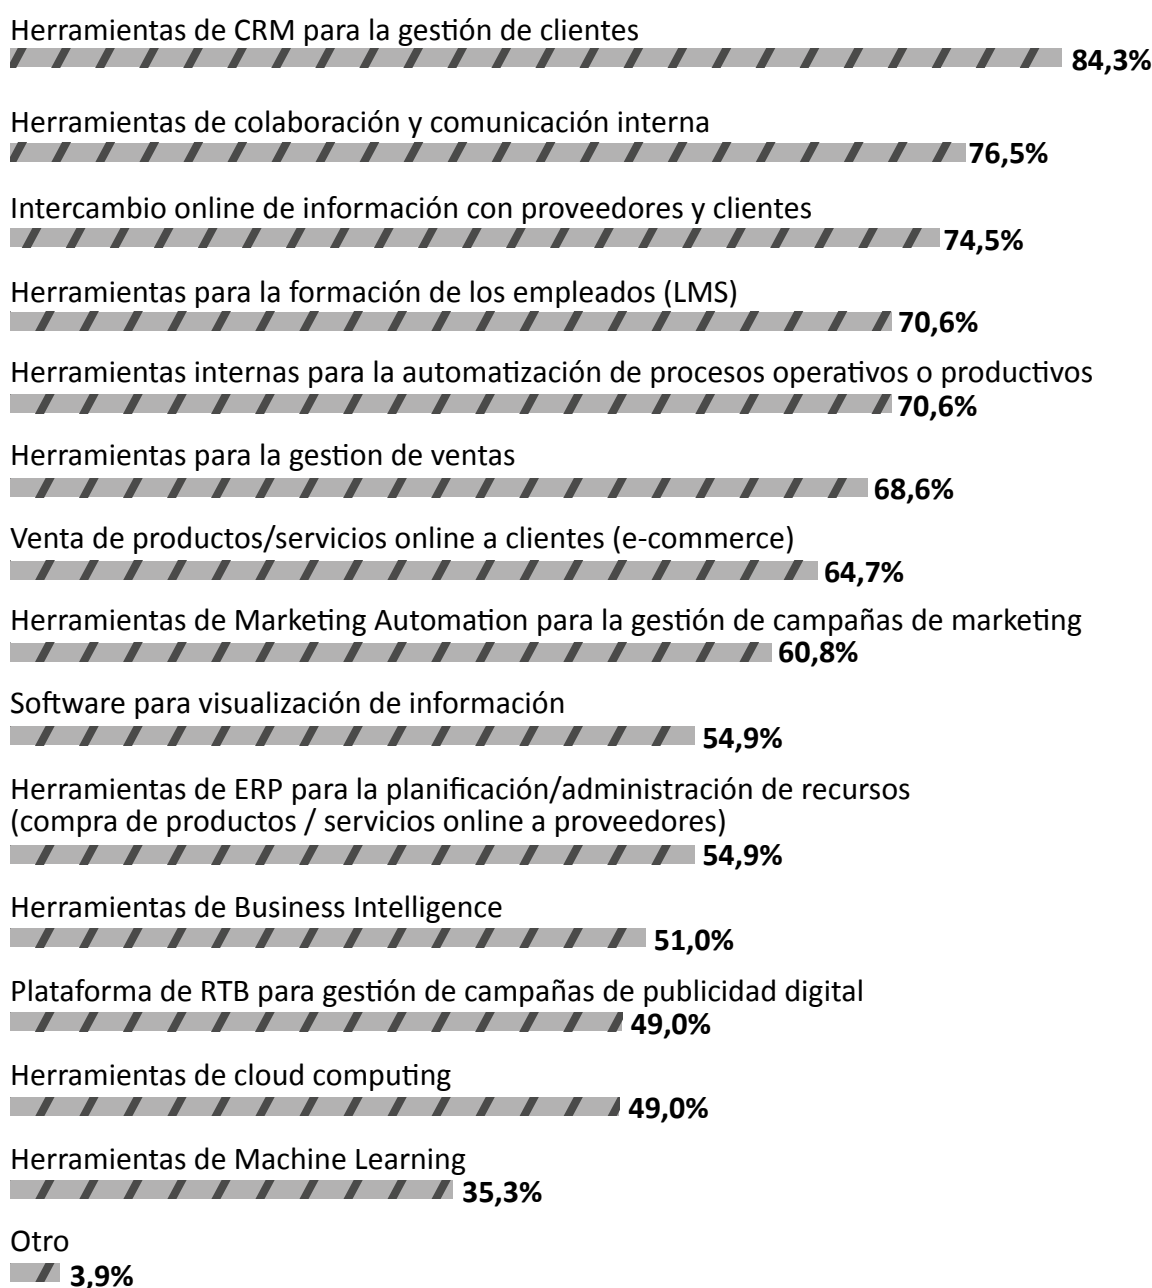 Herramientas de CRM para la gestión de clientes
84,3%
Herramientas de colaboración y comunicación interna
76,5%
Intercambio online de información con proveedores y clientes
74,5%
Herramientas para la formación de los empleados (LMS)
70,6%
Herramientas internas para la automatización de procesos operativos o productivos
70,6%
Herramientas para la gestion de ventas
68,6%
Venta de productos/servicios online a clientes (e-commerce)
64,7%
Herramientas de Marketing Automation para la gestión de campañas de marketing
60,8%
Software para visualización de información
54,9%
Herramientas de ERP para la planificación/administración de recursos
(compra de productos / servicios online a proveedores)
54,9%
Herramientas de Business Intelligence
51,0%
Plataforma de RTB para gestión de campañas de publicidad digital
49,0%
Herramientas de cloud computing
49,0%
Herramientas de Machine Learning
35,3%
Otro
3,9%